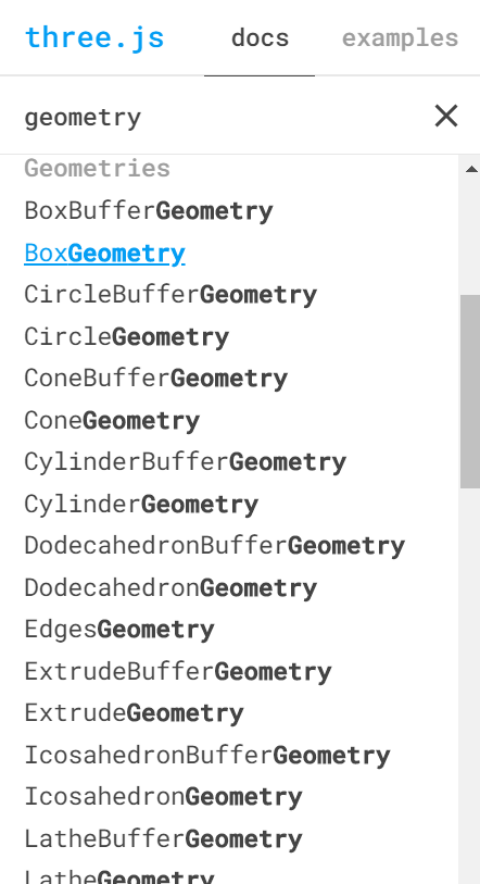 three.js docs examples
geometry
Geometries
BoxBufferGeometry
BoxGeometry
CircleBufferGeometry
CircleGeometry
ConeBufferGeometry
ConeGeometry
CylinderBufferGeometry
CylinderGeometry
DodecahedronBufferGeometry
DodecahedronGeometry
EdgesGeometry
ExtrudeBufferGeometry
ExtrudeGeometry
IcosahedronBufferGeometry
IcosahedronGeometry
LatheBufferGeometry
LatheGeometry